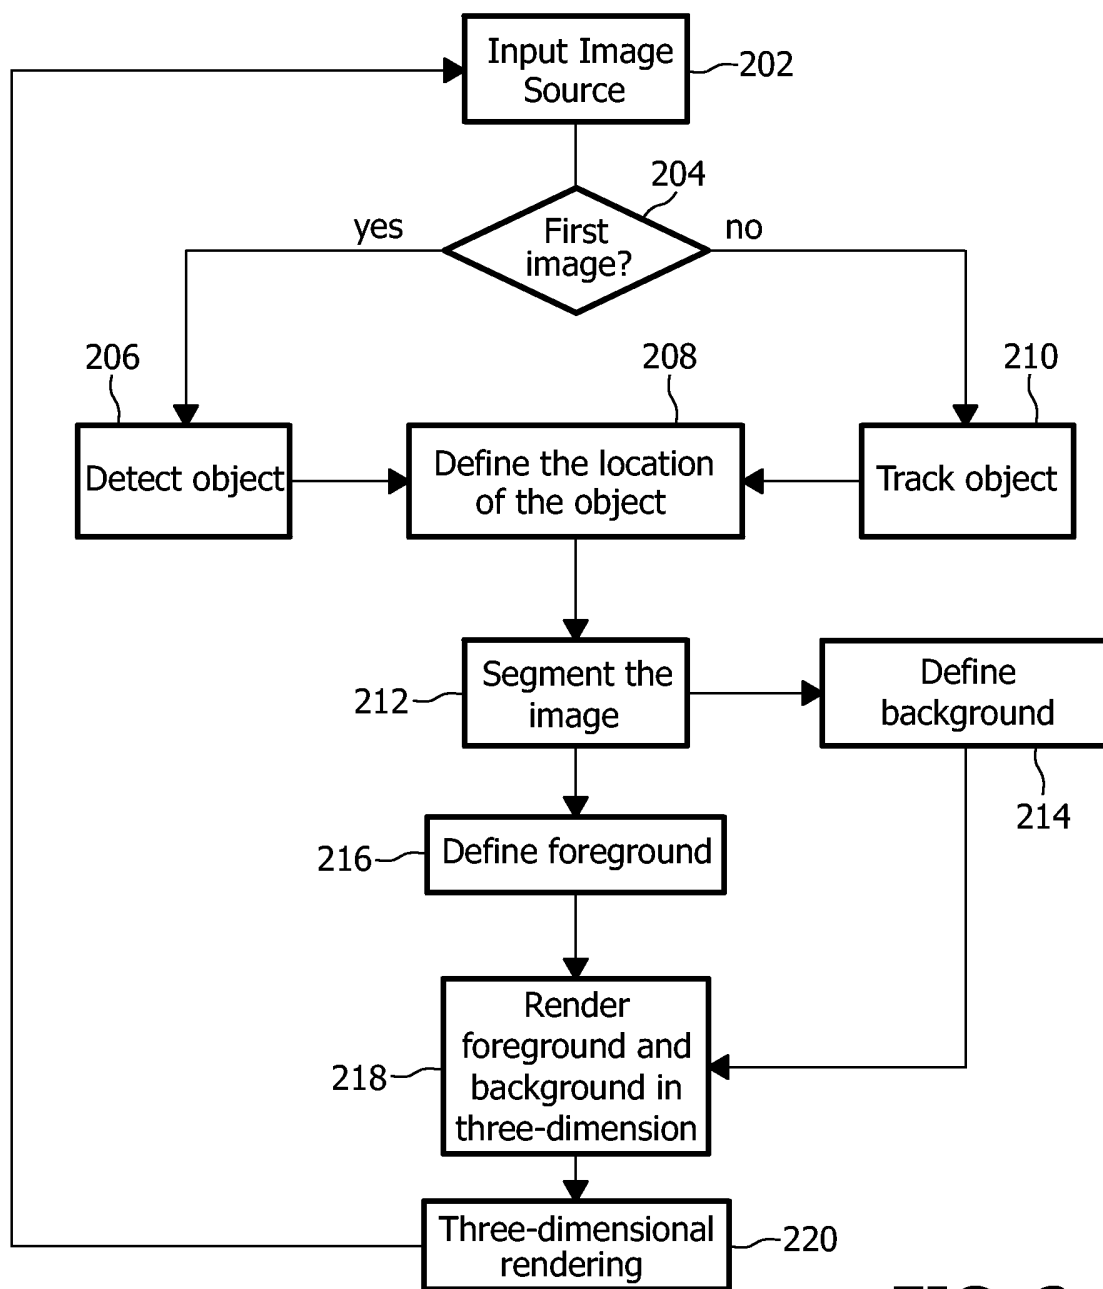 Input Image
Source
202
204
First
image?
yes
no
206
208
210
Detect object
Define the location
of the object
Track object
212
Segment the
image
Define
background
214
216
Define foreground
218
Render
foreground and
background in
three-dimension
Three-dimensional
rendering
220